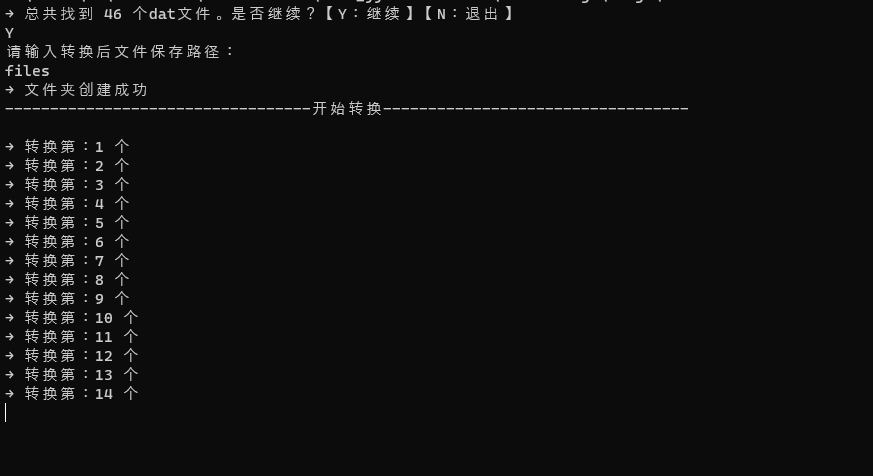 → 总共找到 46 个dat文件。是否继续？【Y：继续】【N：退出】
Y
请输入转换后文件保存路径：
files
→ 文件夹创建成功
----------------------------------开始转换----------------------------------
→ 转换第：1 个
→ 转换第：2 个
→ 转换第：3 个
→ 转换第：4 个
→ 转换第：5 个
→ 转换第：6 个
→ 转换第：7 个
→ 转换第：8 个
→ 转换第：9 个
→ 转换第：10 个
→ 转换第：11 个
→ 转换第：12 个
→ 转换第：13 个
→ 转换第：14 个